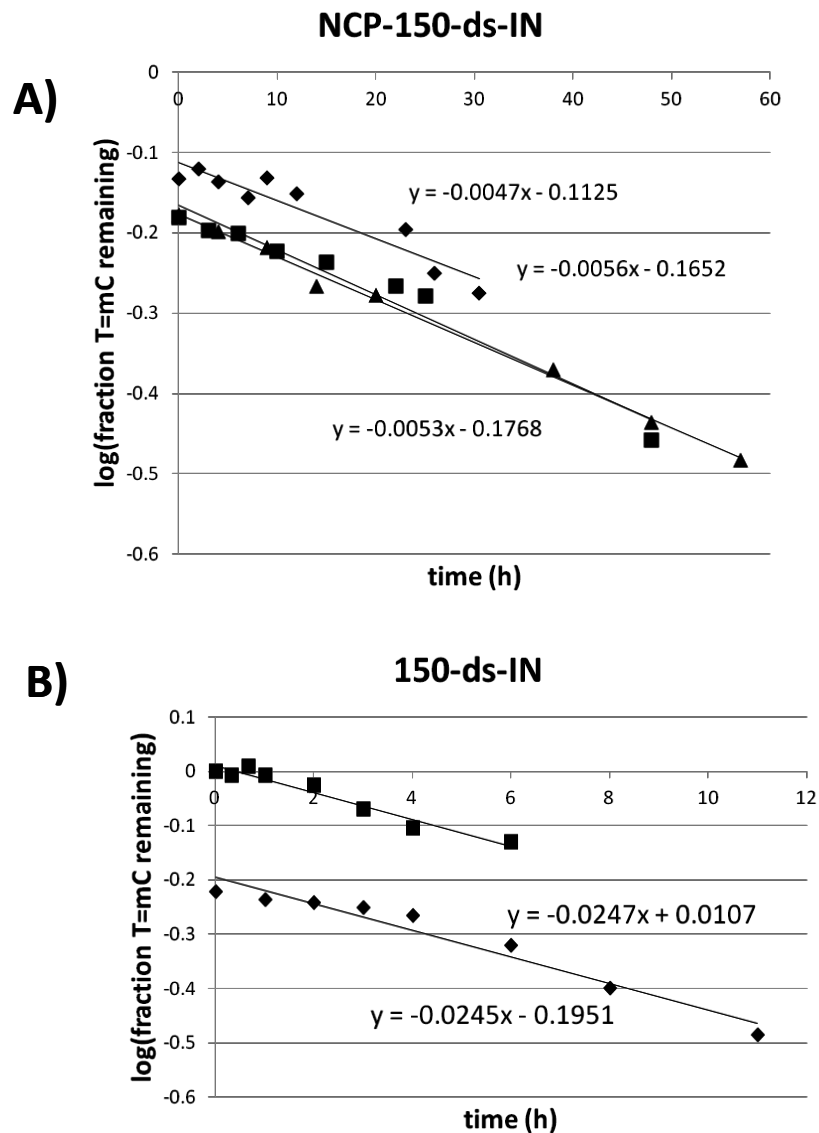 NCP-150-ds-IN
A)
0
0 10 20 30 40 50 60
-0.1
y = -0.0047x - 0.1125
-0.2
y = -0.0056x - 0.1652
-0.3
-0.4
y = -0.0053x - 0.1768
-0.5
-0.6
log(fraction T=mC remaining)
time (h)
B)
150-ds-IN
0.1
0
0 2 4 6 8 10 12
-0.1
-0.2
y = -0.0247x + 0.0107
-0.3
-0.4
y = -0.0245x - 0.1951
-0.5
-0.6
log(fraction T=mC remaining)
time (h)